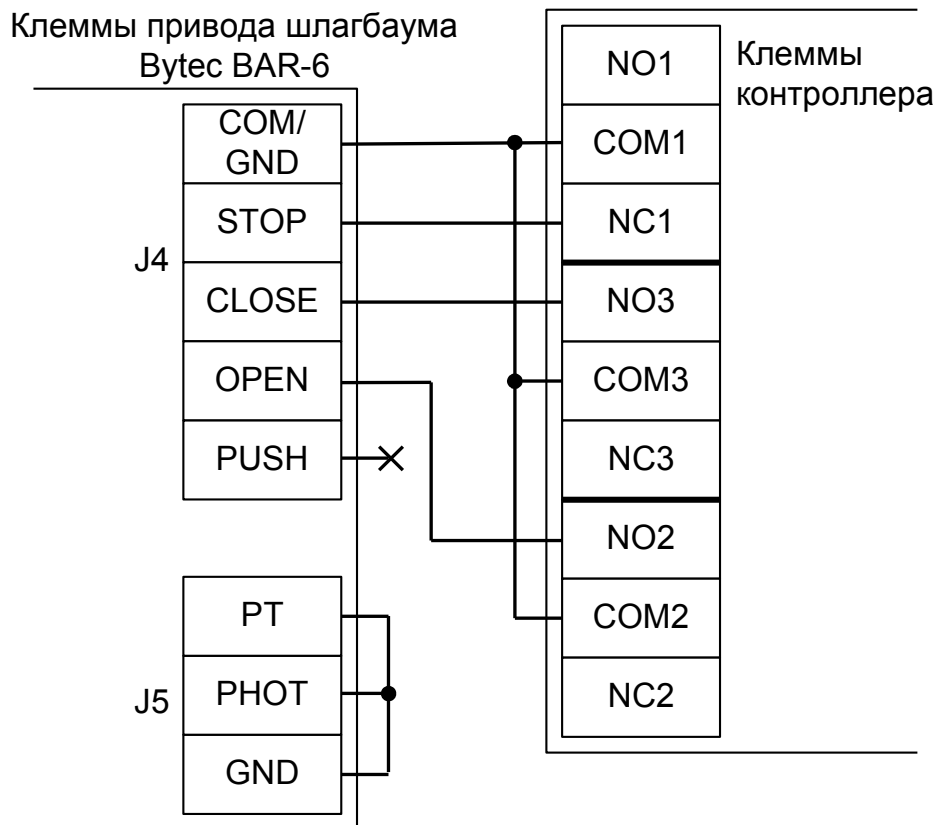 Клеммы привода шлагбаума
Bytec BAR-6
J4
COM/
GND
STOP
CLOSE
OPEN
PUSH
J5
PT
PHOT
GND
Клеммы
контроллера
NO1
COM1
NC1
NO3
COM3
NC3
NO2
COM2
NC2